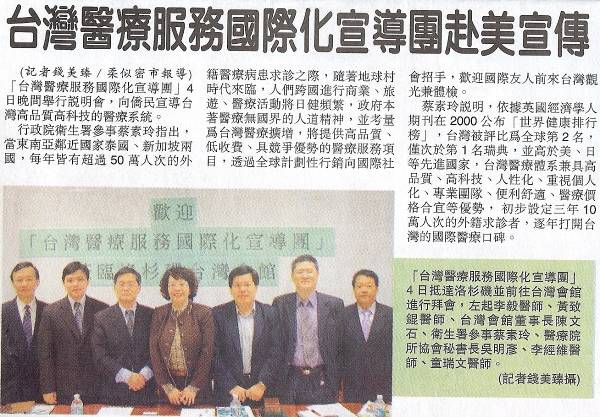 台灣醫療服務國際化宣導團赴美宣傳
(記者錢美臻/柔似密市報導)
「台灣醫療服務國際化宣導團」4
日晚間舉行說明會，向僑民宣導台
灣高品質高科技的醫療系統。
行政院衛生署參事蔡素玲指出，
當東南亞鄰近國家泰國、新加坡兩
國，每年皆有超過 50 萬人次的外
籍醫療病患求診之際，隨著地球村
時代來臨，人們跨國進行商業、旅
遊、醫療活動將日健頻繁，政府本
著醫療無國界的人道精神，並考量
爲台灣醫療擴增，將提供高品質、
低收費、具競爭優勢的醫療服務項
目，透過全球計劃性行銷向國際社
會招手，歡迎國際友人前來台灣觀
光兼體檢。
蔡素玲說明，依據英國經濟學人
期刊在 2000 公布「世界健康排行
榜」，台灣被評比爲全球第 2 名，
僅次於第 1 名瑞典，並高於美、日
等先進國家，台灣醫療體系兼具高
品質、高科技、人性化、重視個人
化、專業團隊、便利舒適、醫療價
格合宜等優勢，初步設定三年 10
萬人次的外籍求診者，逐年打開台
灣的國際醫療口碑。
歡迎
「台灣醫療服務國際化宣導團」
蒞臨洛杉磯台灣會館
「台灣醫療服務國際化宣導團」
4 日抵達洛杉磯並前往台灣會館
進行拜會，左起李毅醫師、黃致
錕醫師、台灣會館董事長陳文
石、衛生署參事蔡素玲、醫療院
所協會秘書長吳明彥、李經維醫
師、童瑞文醫師。
(記者錢美臻攝)